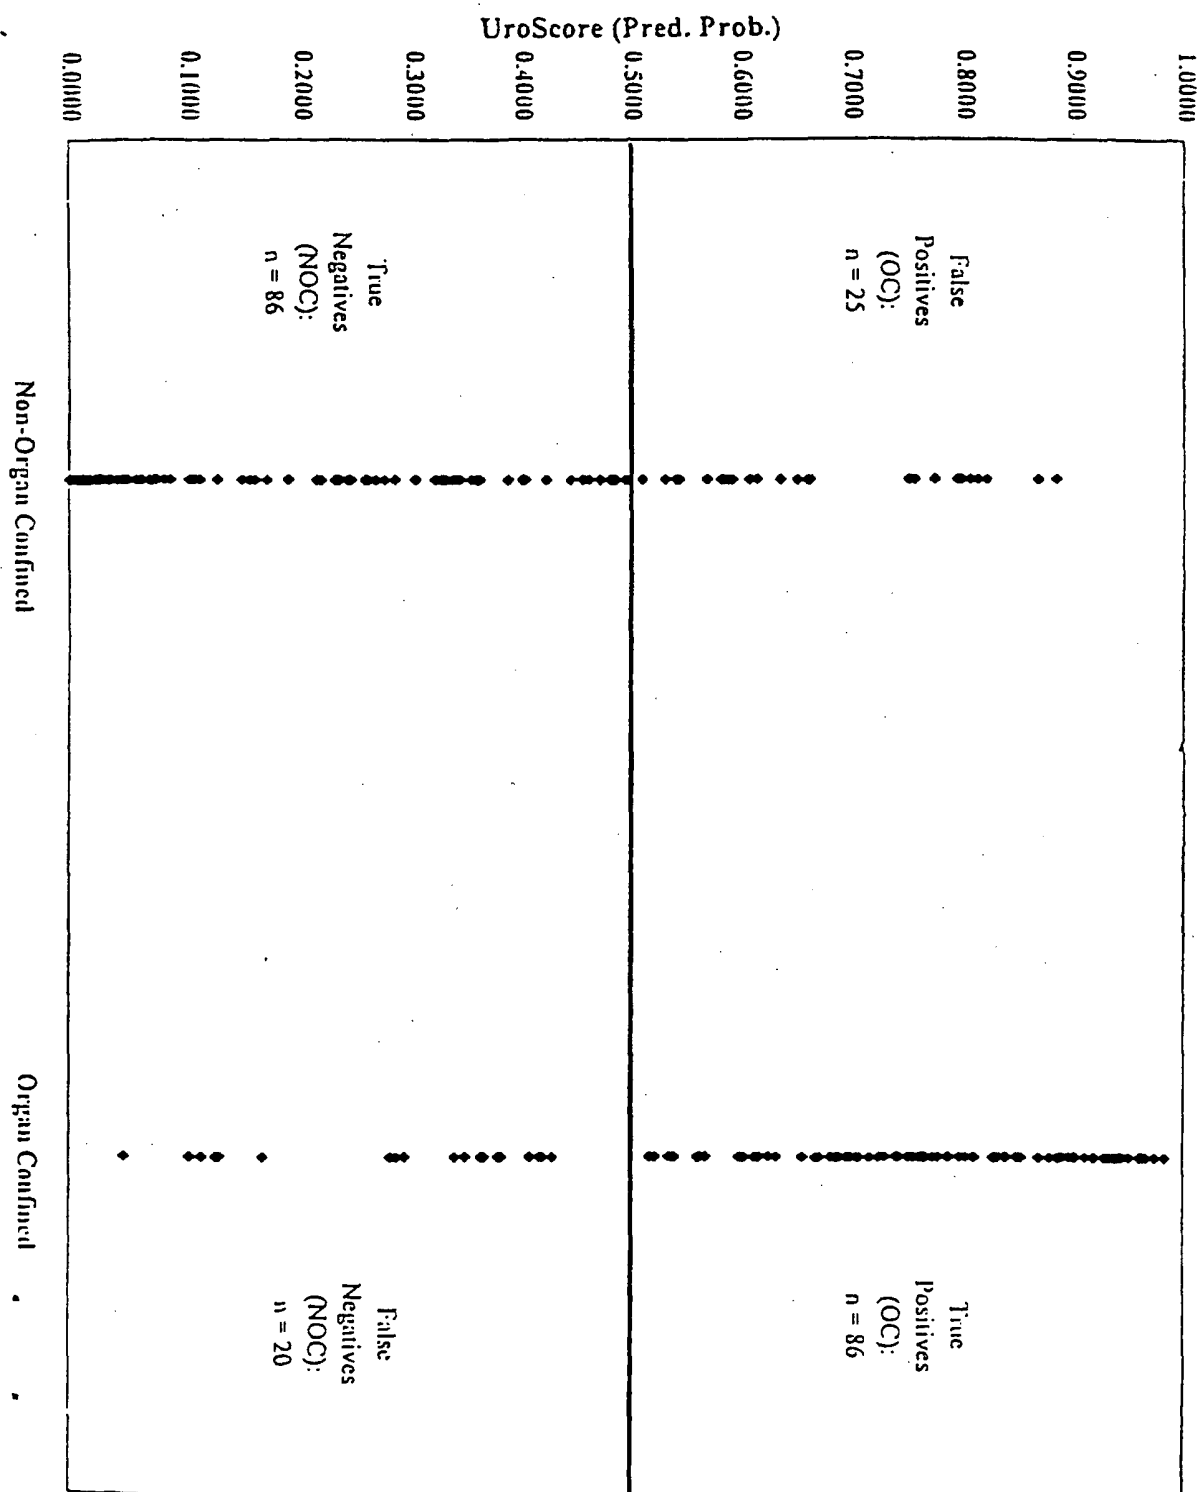 UroScore (Pred. Prob.)
1.0000
0.9000
0.8000
0.7000
0.6000
0.5000
0.4000
0.3000
0.2000
0.1000
0.0000
False
Positives
(OC):
n = 25
True
Positives
(OC):
n = 86
True
Negatives
(NOC):
n = 86
False
Negatives
(NOC):
n = 20
Non-Organ Confined
Organ Confined